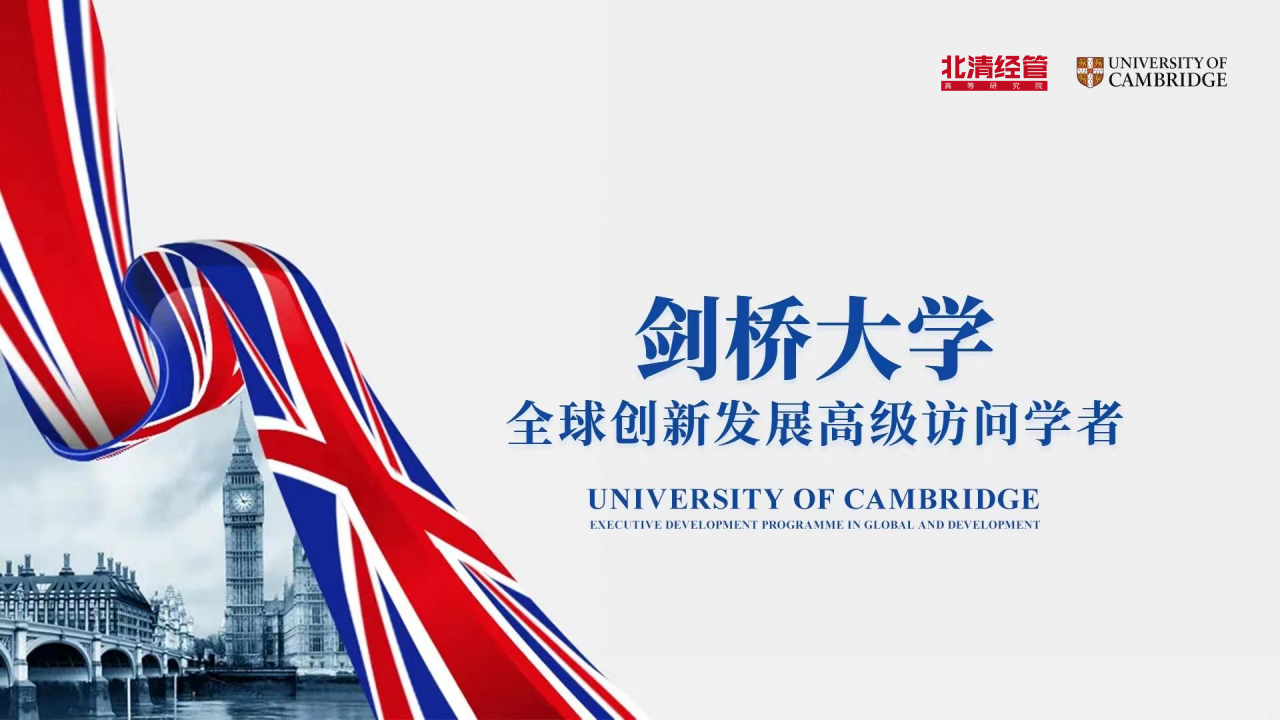 北清经管
高等研究院
UNIVERSITY OF
CAMBRIDGE
剑桥大学
全球创新发展高级访问学者
UNIVERSITY OF CAMBRIDGE
EXECUTIVE DEVELOPMENT PROGRAMME IN GLOBAL AND DEVELOPMENT